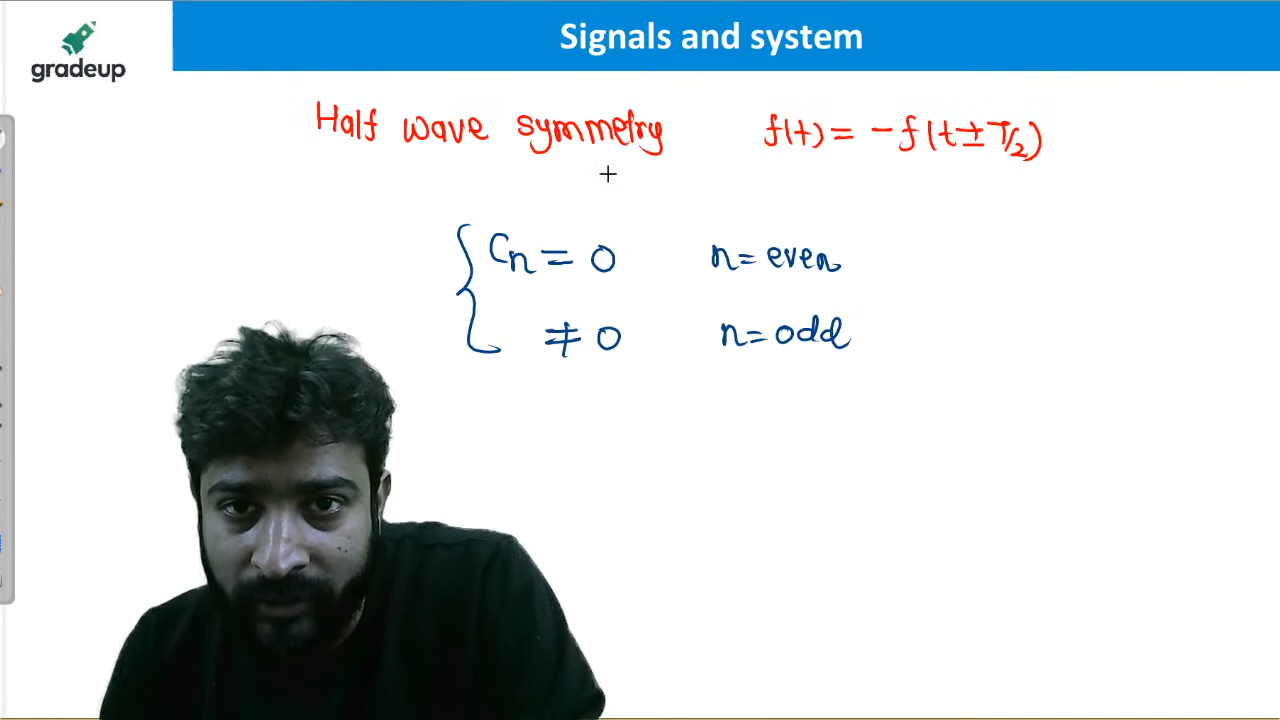 Signals and system
gradeup
Half wave symmetry f(t) = -f(t ± T/2)
Cn = 0 n = even
≠ 0 n = odd